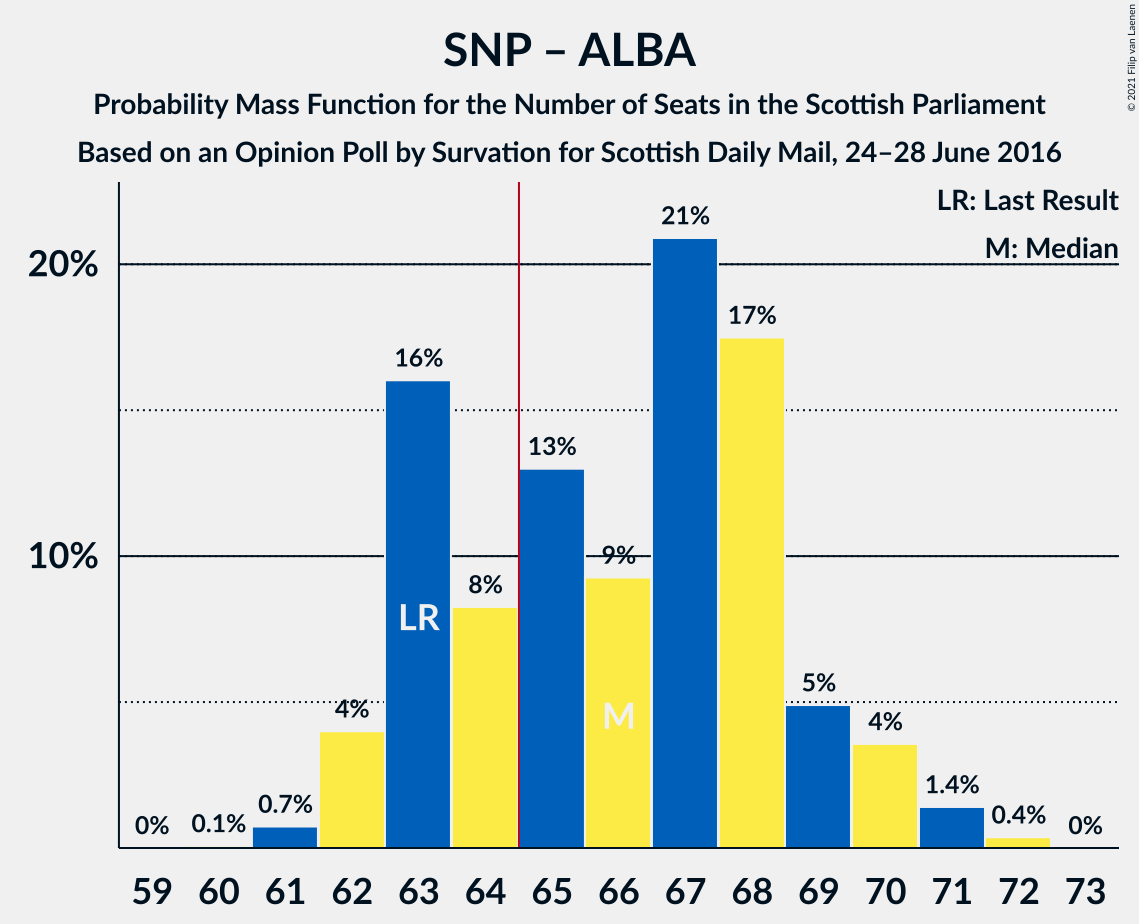 SNP – ALBA
Probability Mass Function for the Number of Seats in the Scottish Parliament
Based on an Opinion Poll by Survation for Scottish Daily Mail, 24–28 June 2016
© 2021 Filip van Laenen
LR: Last Result
M: Median
20%
10%
0%
0.1%
0.7%
4%
16%
8%
13%
9%
21%
17%
5%
4%
1.4%
0.4%
0%
LR
M
59 60 61 62 63 64 65 66 67 68 69 70 71 72 73